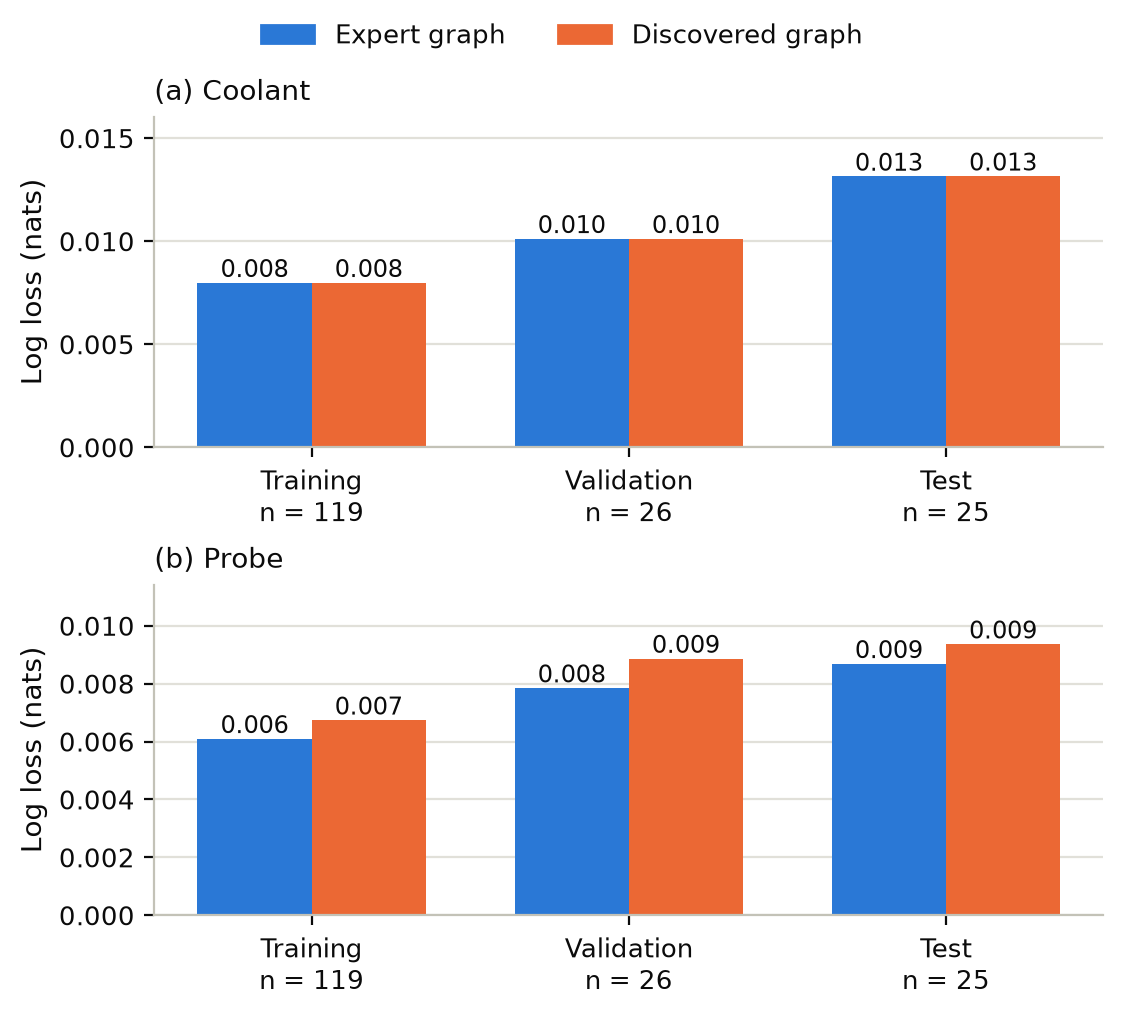 Expert graph Discovered graph
(a) Coolant
Log loss (nats)
0.015
0.010
0.005
0.000
0.008 0.008 0.010 0.010 0.013 0.013
Training Validation Test
n = 119 n = 26 n = 25
(b) Probe
Log loss (nats)
0.010
0.008
0.006
0.004
0.002
0.000
0.006 0.007 0.008 0.009 0.009 0.009
Training Validation Test
n = 119 n = 26 n = 25